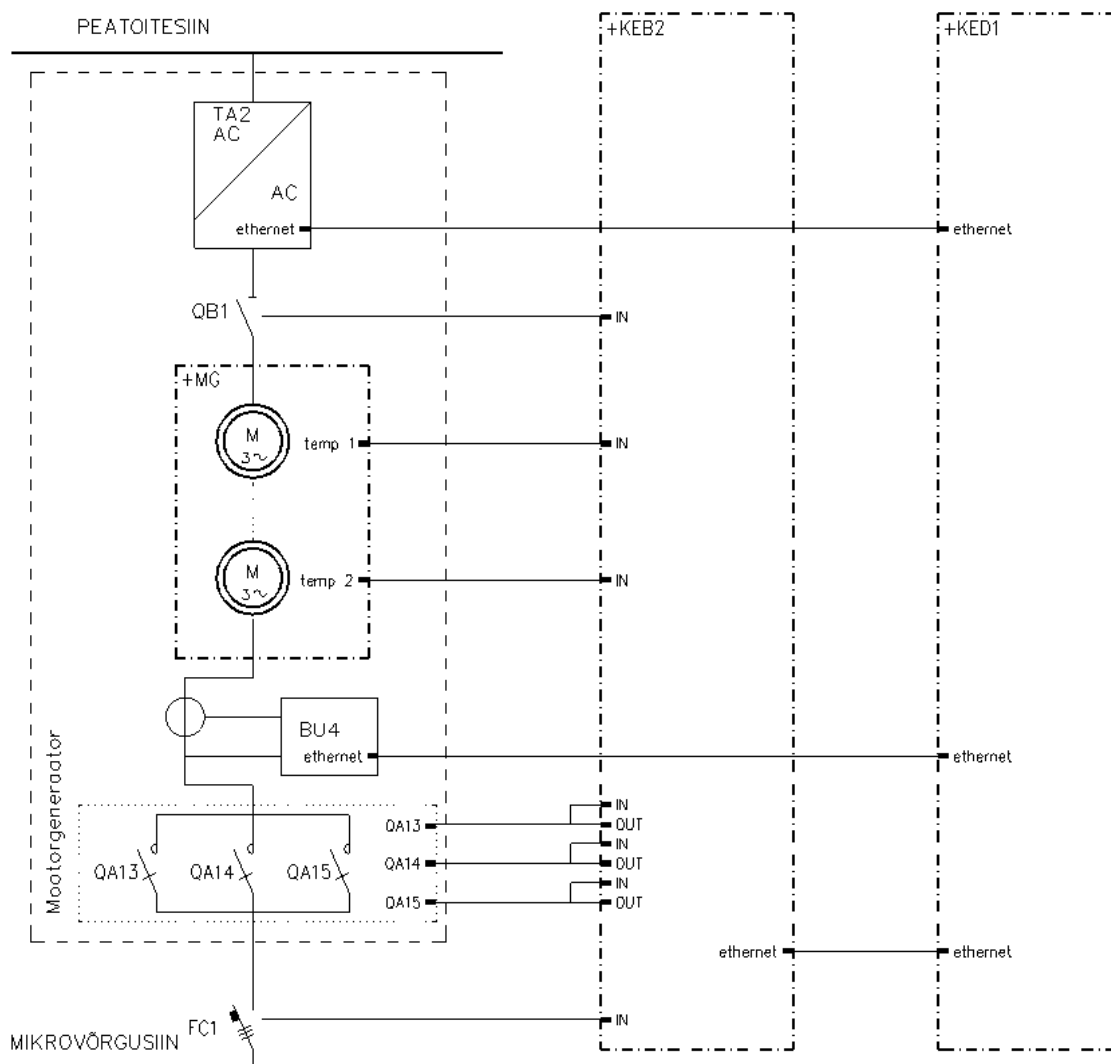 PEATOITESIIN
+KEB2
+KED1
TA2
AC
AC
ethernet
ethernet
QB1
IN
+MG
M
3~
temp 1
IN
M
3~
temp 2
IN
BU4
ethernet
ethernet
Mootorgeneraator
QA13
QA14
QA15
QA13
IN
OUT
QA14
IN
OUT
QA15
IN
OUT
ethernet
ethernet
FC1
IN
MIKROVÕRGUSIIN